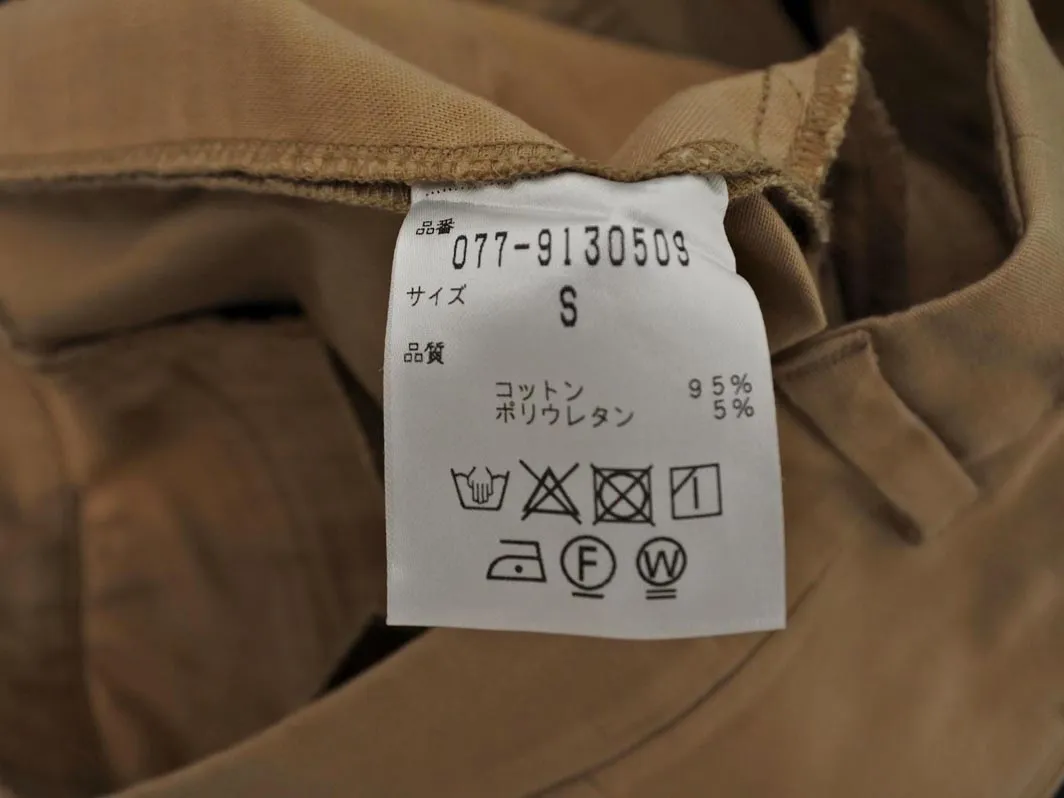 品番
077-9130509
サイズ S
品質
コットン 95%
ポリウレタン 5%
F W